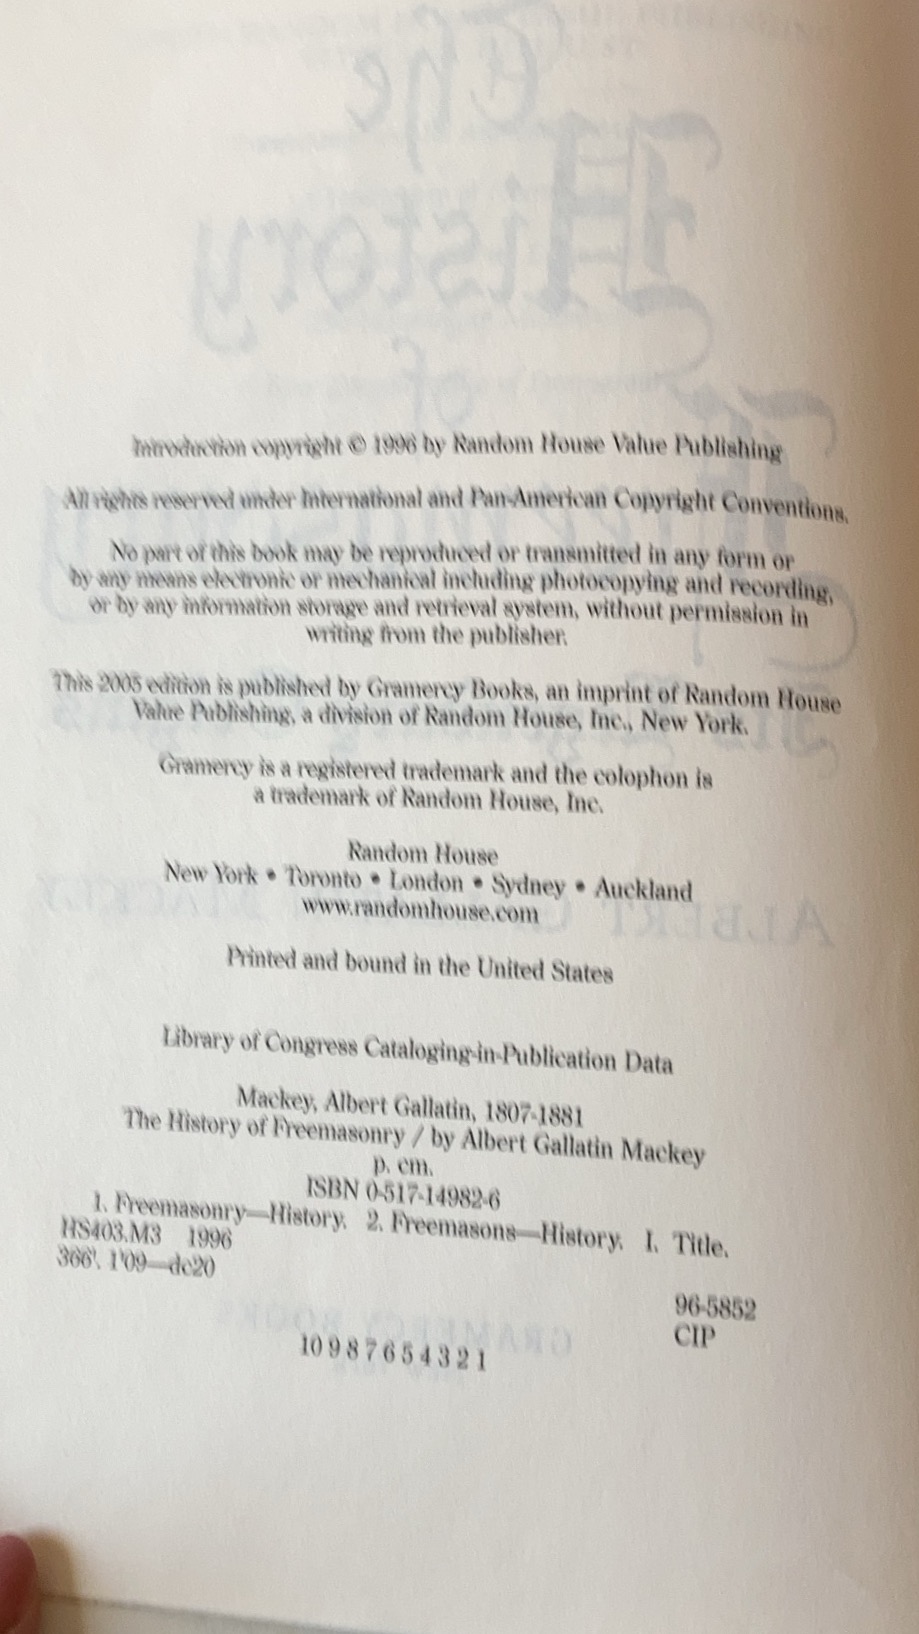 The
History
of
Introduction copyright © 1996 by Random House Value Publishing
All rights reserved under International and Pan-American Copyright Conventions.
No part of this book may be reproduced or transmitted in any form or
by any means electronic or mechanical including photocopying and recording,
or by any information storage and retrieval system, without permission in
writing from the publisher.
This 2005 edition is published by Gramercy Books, an imprint of Random House
Value Publishing, a division of Random House, Inc., New York.
Gramercy is a registered trademark and the colophon is
a trademark of Random House, Inc.
Random House
New York • Toronto • London • Sydney • Auckland
www.randomhouse.com
Printed and bound in the United States
Library of Congress Cataloging-in-Publication Data
Mackey, Albert Gallatin, 1807-1881
The History of Freemasonry / by Albert Gallatin Mackey
p. cm.
ISBN 0-517-14982-6
1. Freemasonry—History. 2. Freemasons—History. I. Title.
HS403.M3 1996
366'. 1'09—dc20
96-5852
CIP
10 9 8 7 6 5 4 3 2 1
GRAMERCY BOOKS